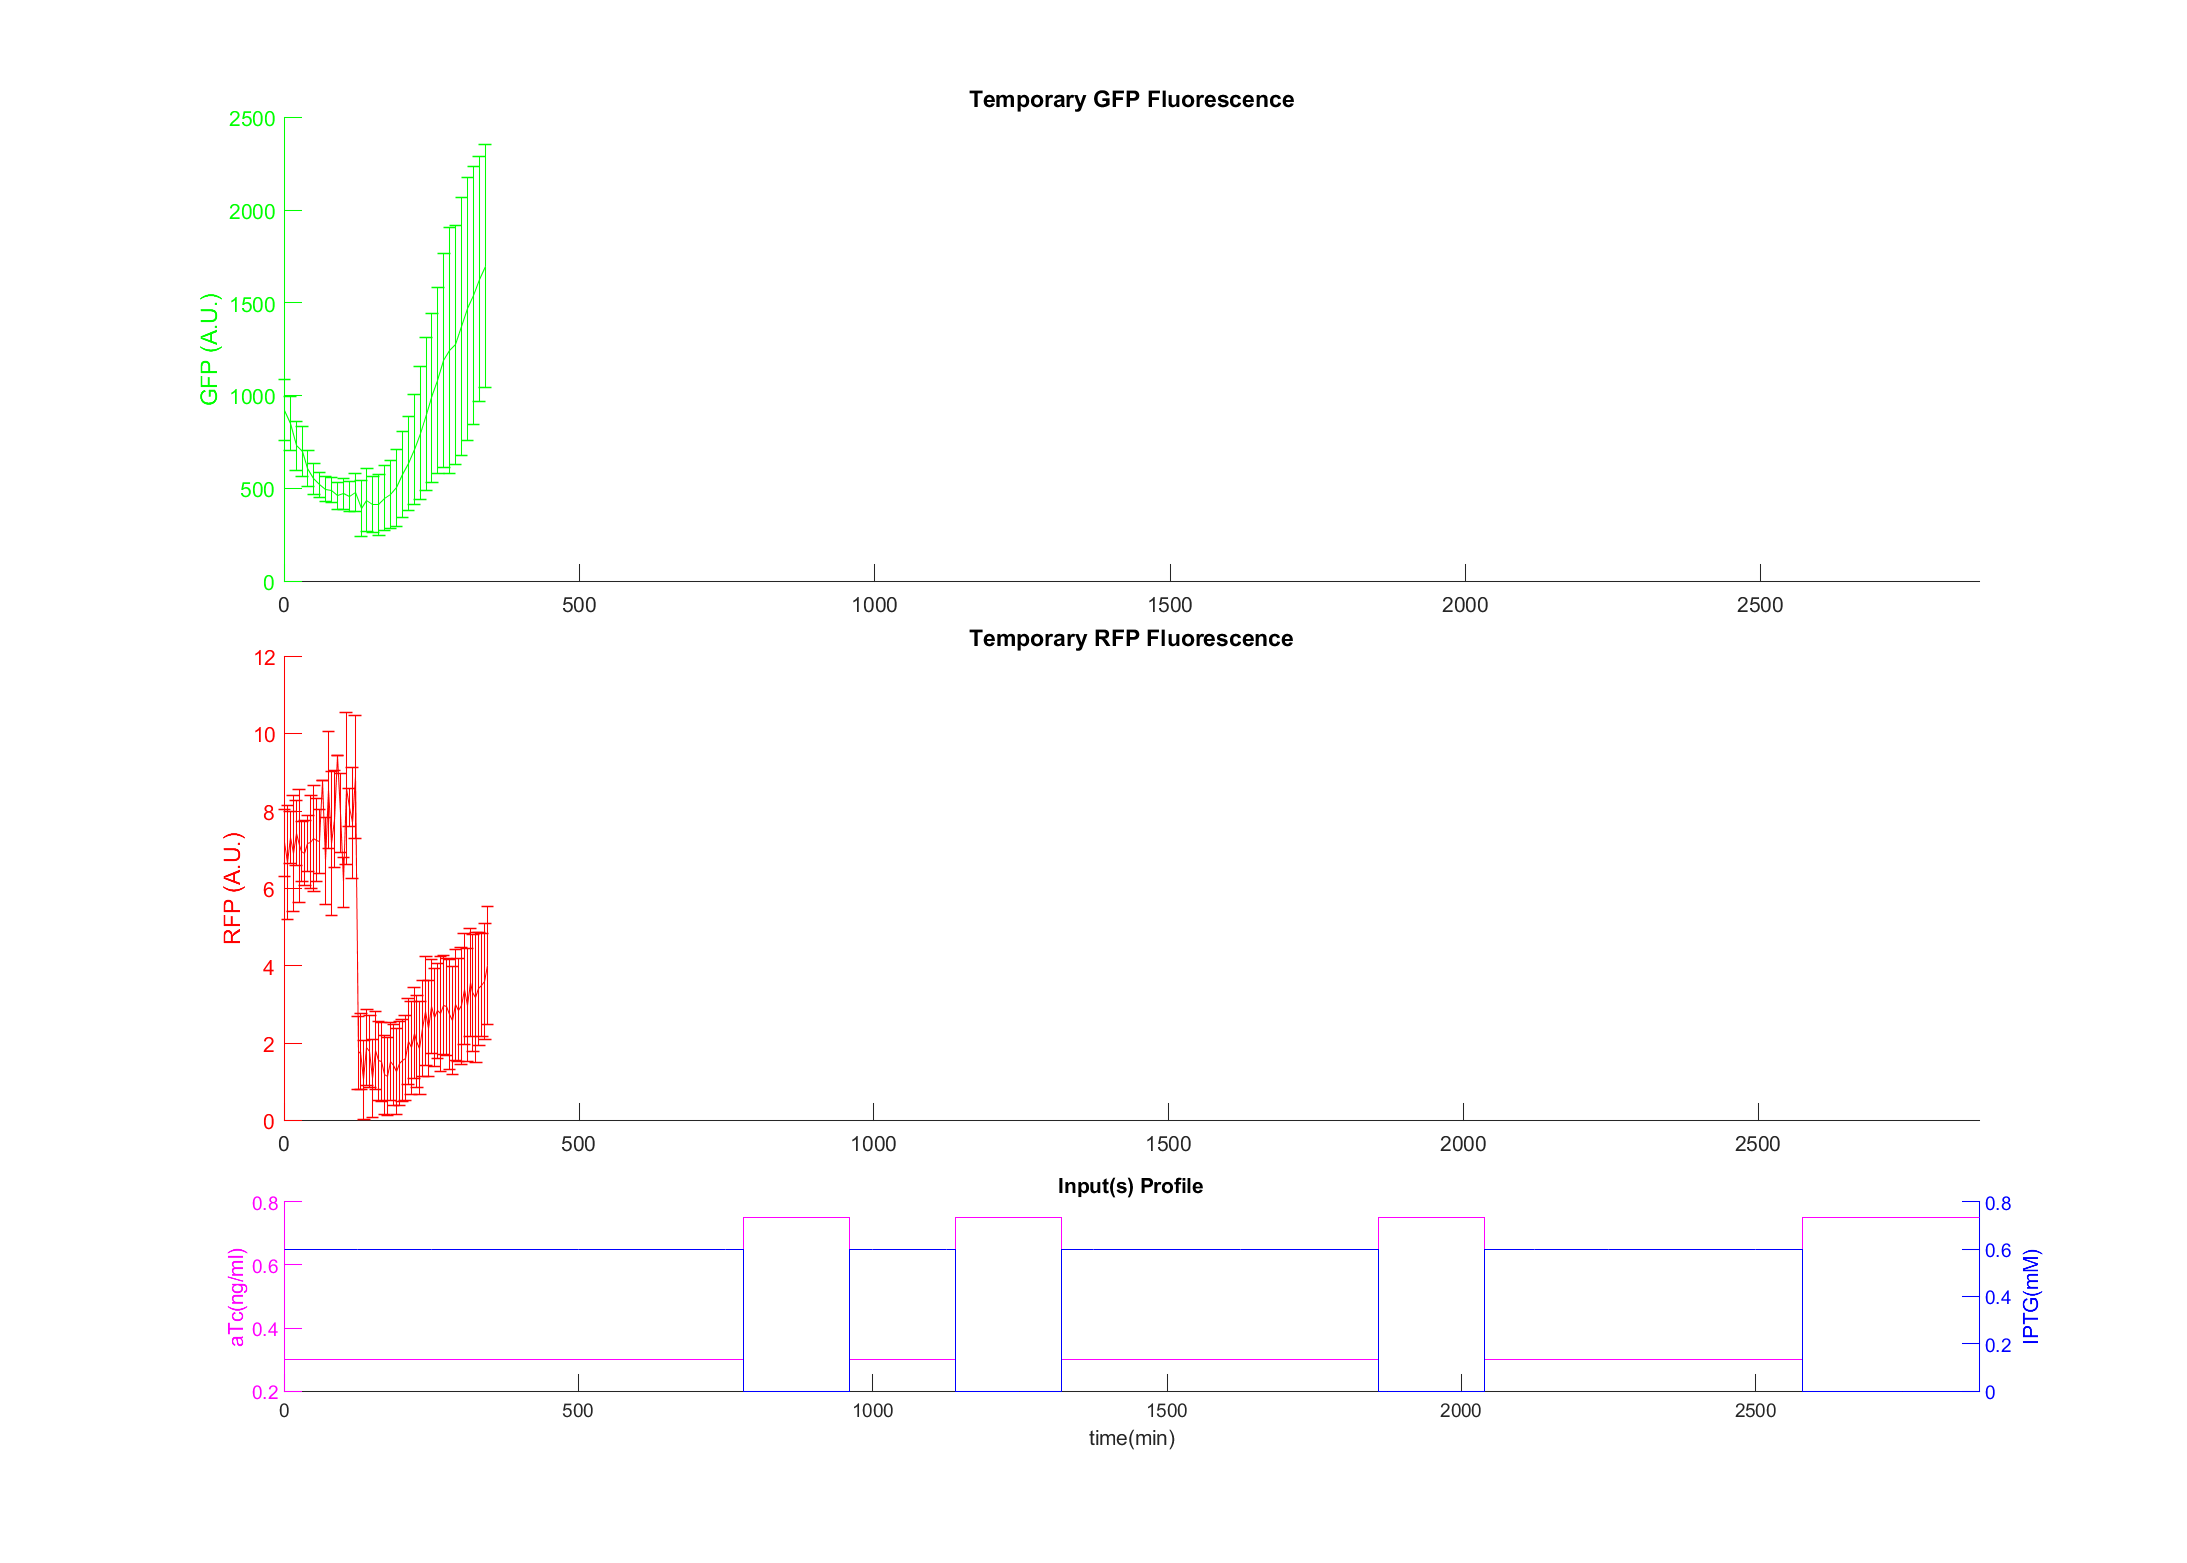 Temporary GFP Fluorescence
2500
2000
1500
1000
500
0
GFP (A.U.)
0 500 1000 1500 2000 2500
Temporary RFP Fluorescence
12
10
8
6
4
2
0
RFP (A.U.)
0 500 1000 1500 2000 2500
Input(s) Profile
0.8
0.6
0.4
0.2
aTc(ng/ml)
0.8
0.6
0.4
0.2
0
IPTG(mM)
0 500 1000 1500 2000 2500
time(min)